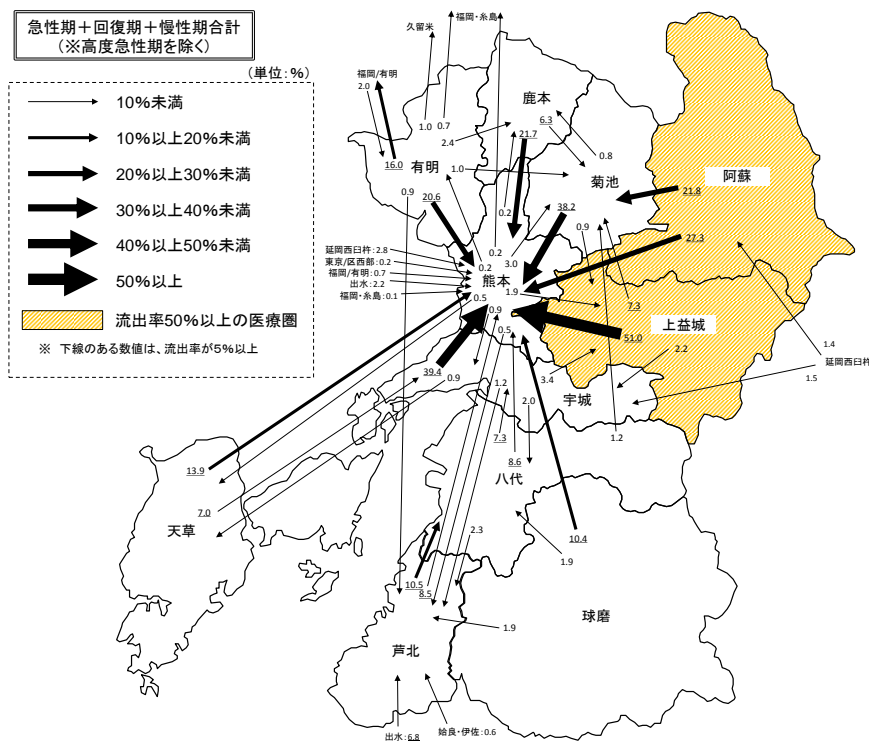 急性期＋回復期＋慢性期合計
（※高度急性期を除く）
（単位：％）
10％未満
10％以上20％未満
20％以上30％未満
30％以上40％未満
40％以上50％未満
50％以上
流出率50％以上の医療圏
※ 下線のある数値は、流出率が5％以上
久留米
福岡・糸島
福岡/有明
2.0
16.0
1.0
0.7
有明
2.4
鹿本
21.7
6.3
0.8
菊池
1.0
0.9
20.6
0.2
38.2
阿蘇
21.8
27.3
0.9
0.2
3.0
0.2
熊本
延岡西臼杵：2.8
東京/区西部：0.2
福岡/有明：0.7
出水：2.2
福岡・糸島：0.1
1.9
0.5
0.9
0.5
7.3
上益城
51.0
2.2
3.4
1.4
延岡西臼杵
1.5
宇城
39.4
0.9
1.2
2.0
7.3
8.6
1.2
八代
13.9
7.0
天草
10.4
2.3
1.9
10.5
8.5
球磨
1.9
芦北
出水：6.8
姶良・伊佐：0.6